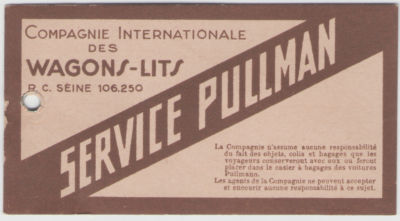 COMPAGNIE INTERNATIONALE
DES
WAGONS-LITS
R.C. SEINE 106.250
SERVICE PULLMAN
La Compagnie n'assume aucune responsabilité
du fait des objets, colis et bagages que les
voyageurs conserveront avec eux ou feront
placer dans le casier à bagages des voitures
Pullmann.
Les agents de la Compagnie ne peuvent accepter
et encourir aucune responsabilité à ce sujet.